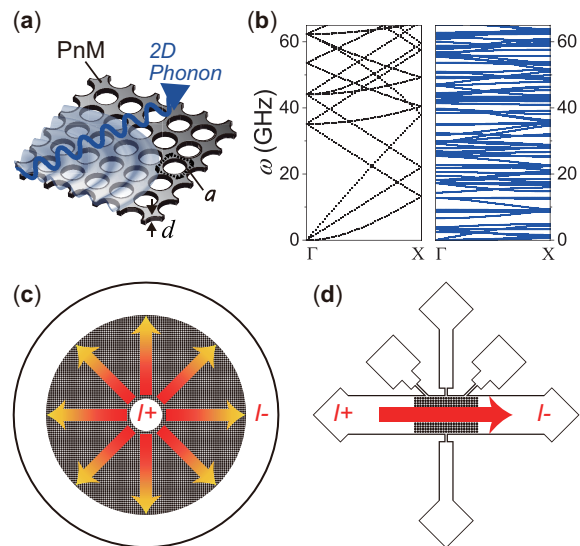 (a)
PnM
2D
Phonon
a
d
(b)
ω (GHz)
60
40
20
0
Γ
X
Γ
X
60
40
20
0
(c)
I+
I-
(d)
I+
I-